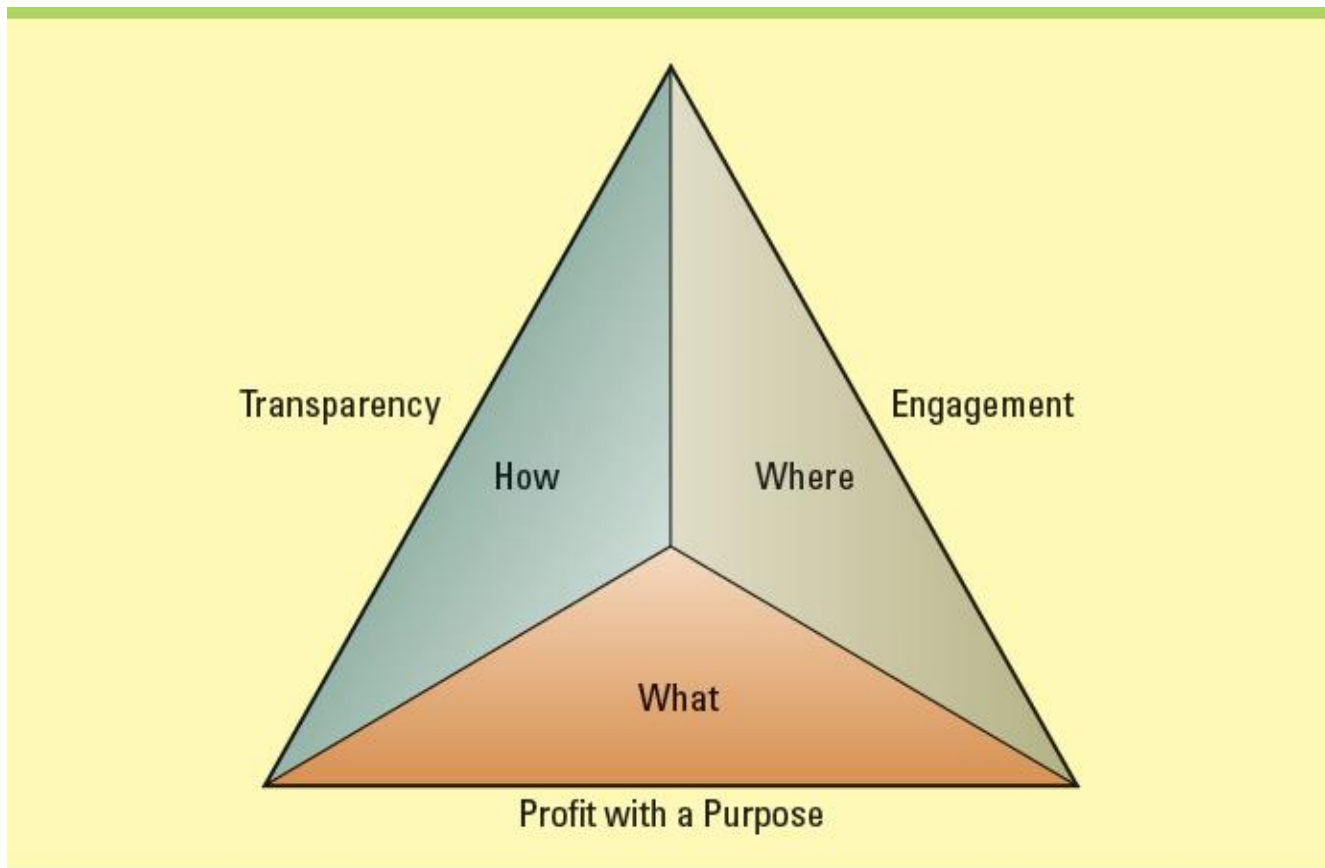 Transparency
Engagement
How
Where
What
Profit with a Purpose